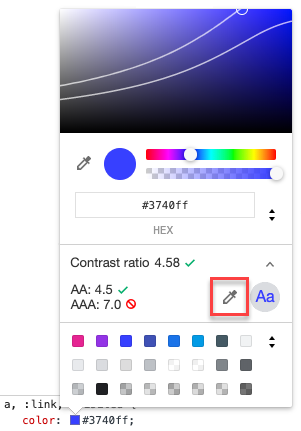 #3740ff
HEX
Contrast ratio 4.58
AA: 4.5
AAA: 7.0
Aa
a, :link,
color: #3740ff;